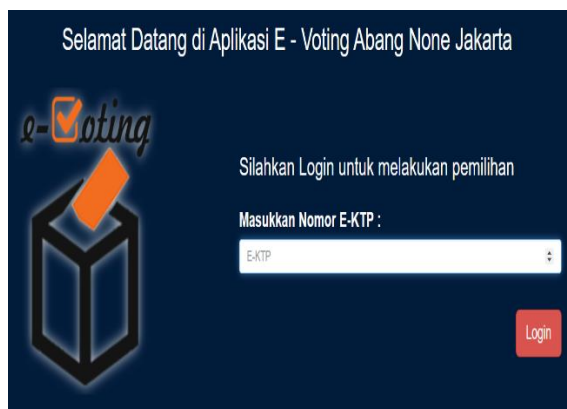 Selamat Datang di Aplikasi E - Voting Abang None Jakarta
e-Voting
Silahkan Login untuk melakukan pemilihan
Masukkan Nomor E-KTP :
E-KTP
Login